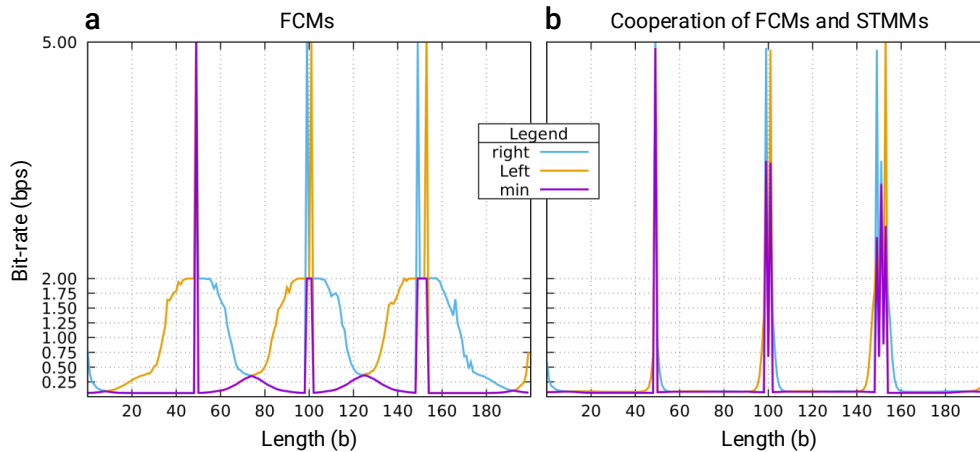 a FCMs
b Cooperation of FCMs and STMMs
5.00
2.00
1.75
1.50
1.25
1.00
0.75
0.50
0.25
Bit-rate (bps)
Legend
right
Left
min
20 40 60 80 100 120 140 160 180
20 40 60 80 100 120 140 160 180
Length (b)
Length (b)